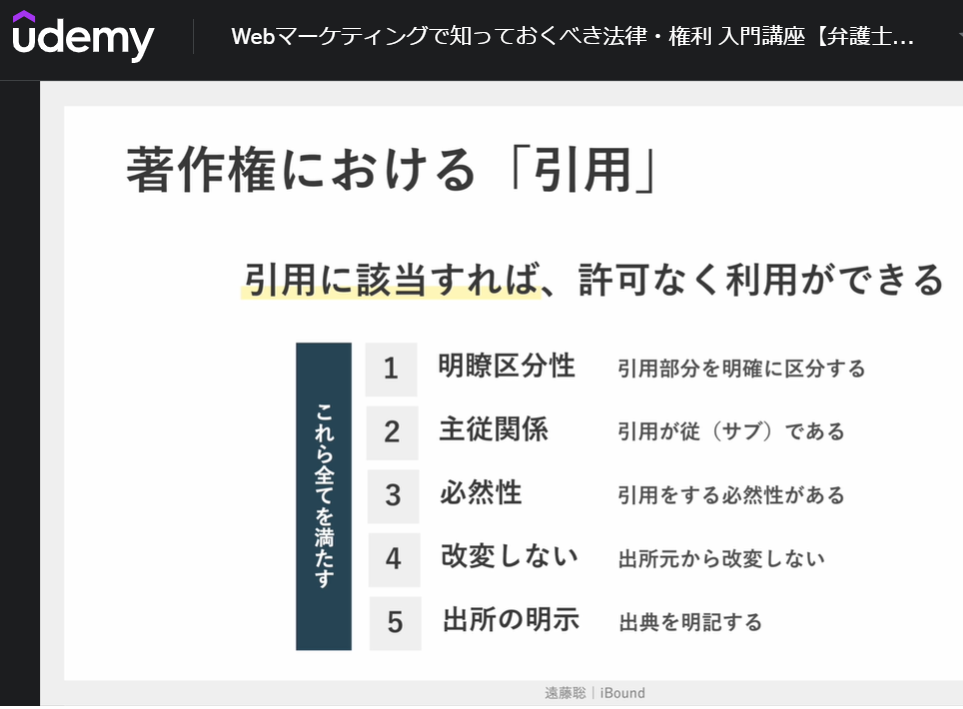 udemy
Webマーケティングで知っておくべき法律・権利 入門講座【弁護士...
著作権における「引用」
引用に該当すれば、許可なく利用ができる
これら全てを満たす
1 明瞭区分性 引用部分を明確に区分する
2 主従関係 引用が従（サブ）である
3 必然性 引用をする必然性がある
4 改変しない 出所元から改変しない
5 出所の明示 出典を明記する
遠藤聡｜iBound